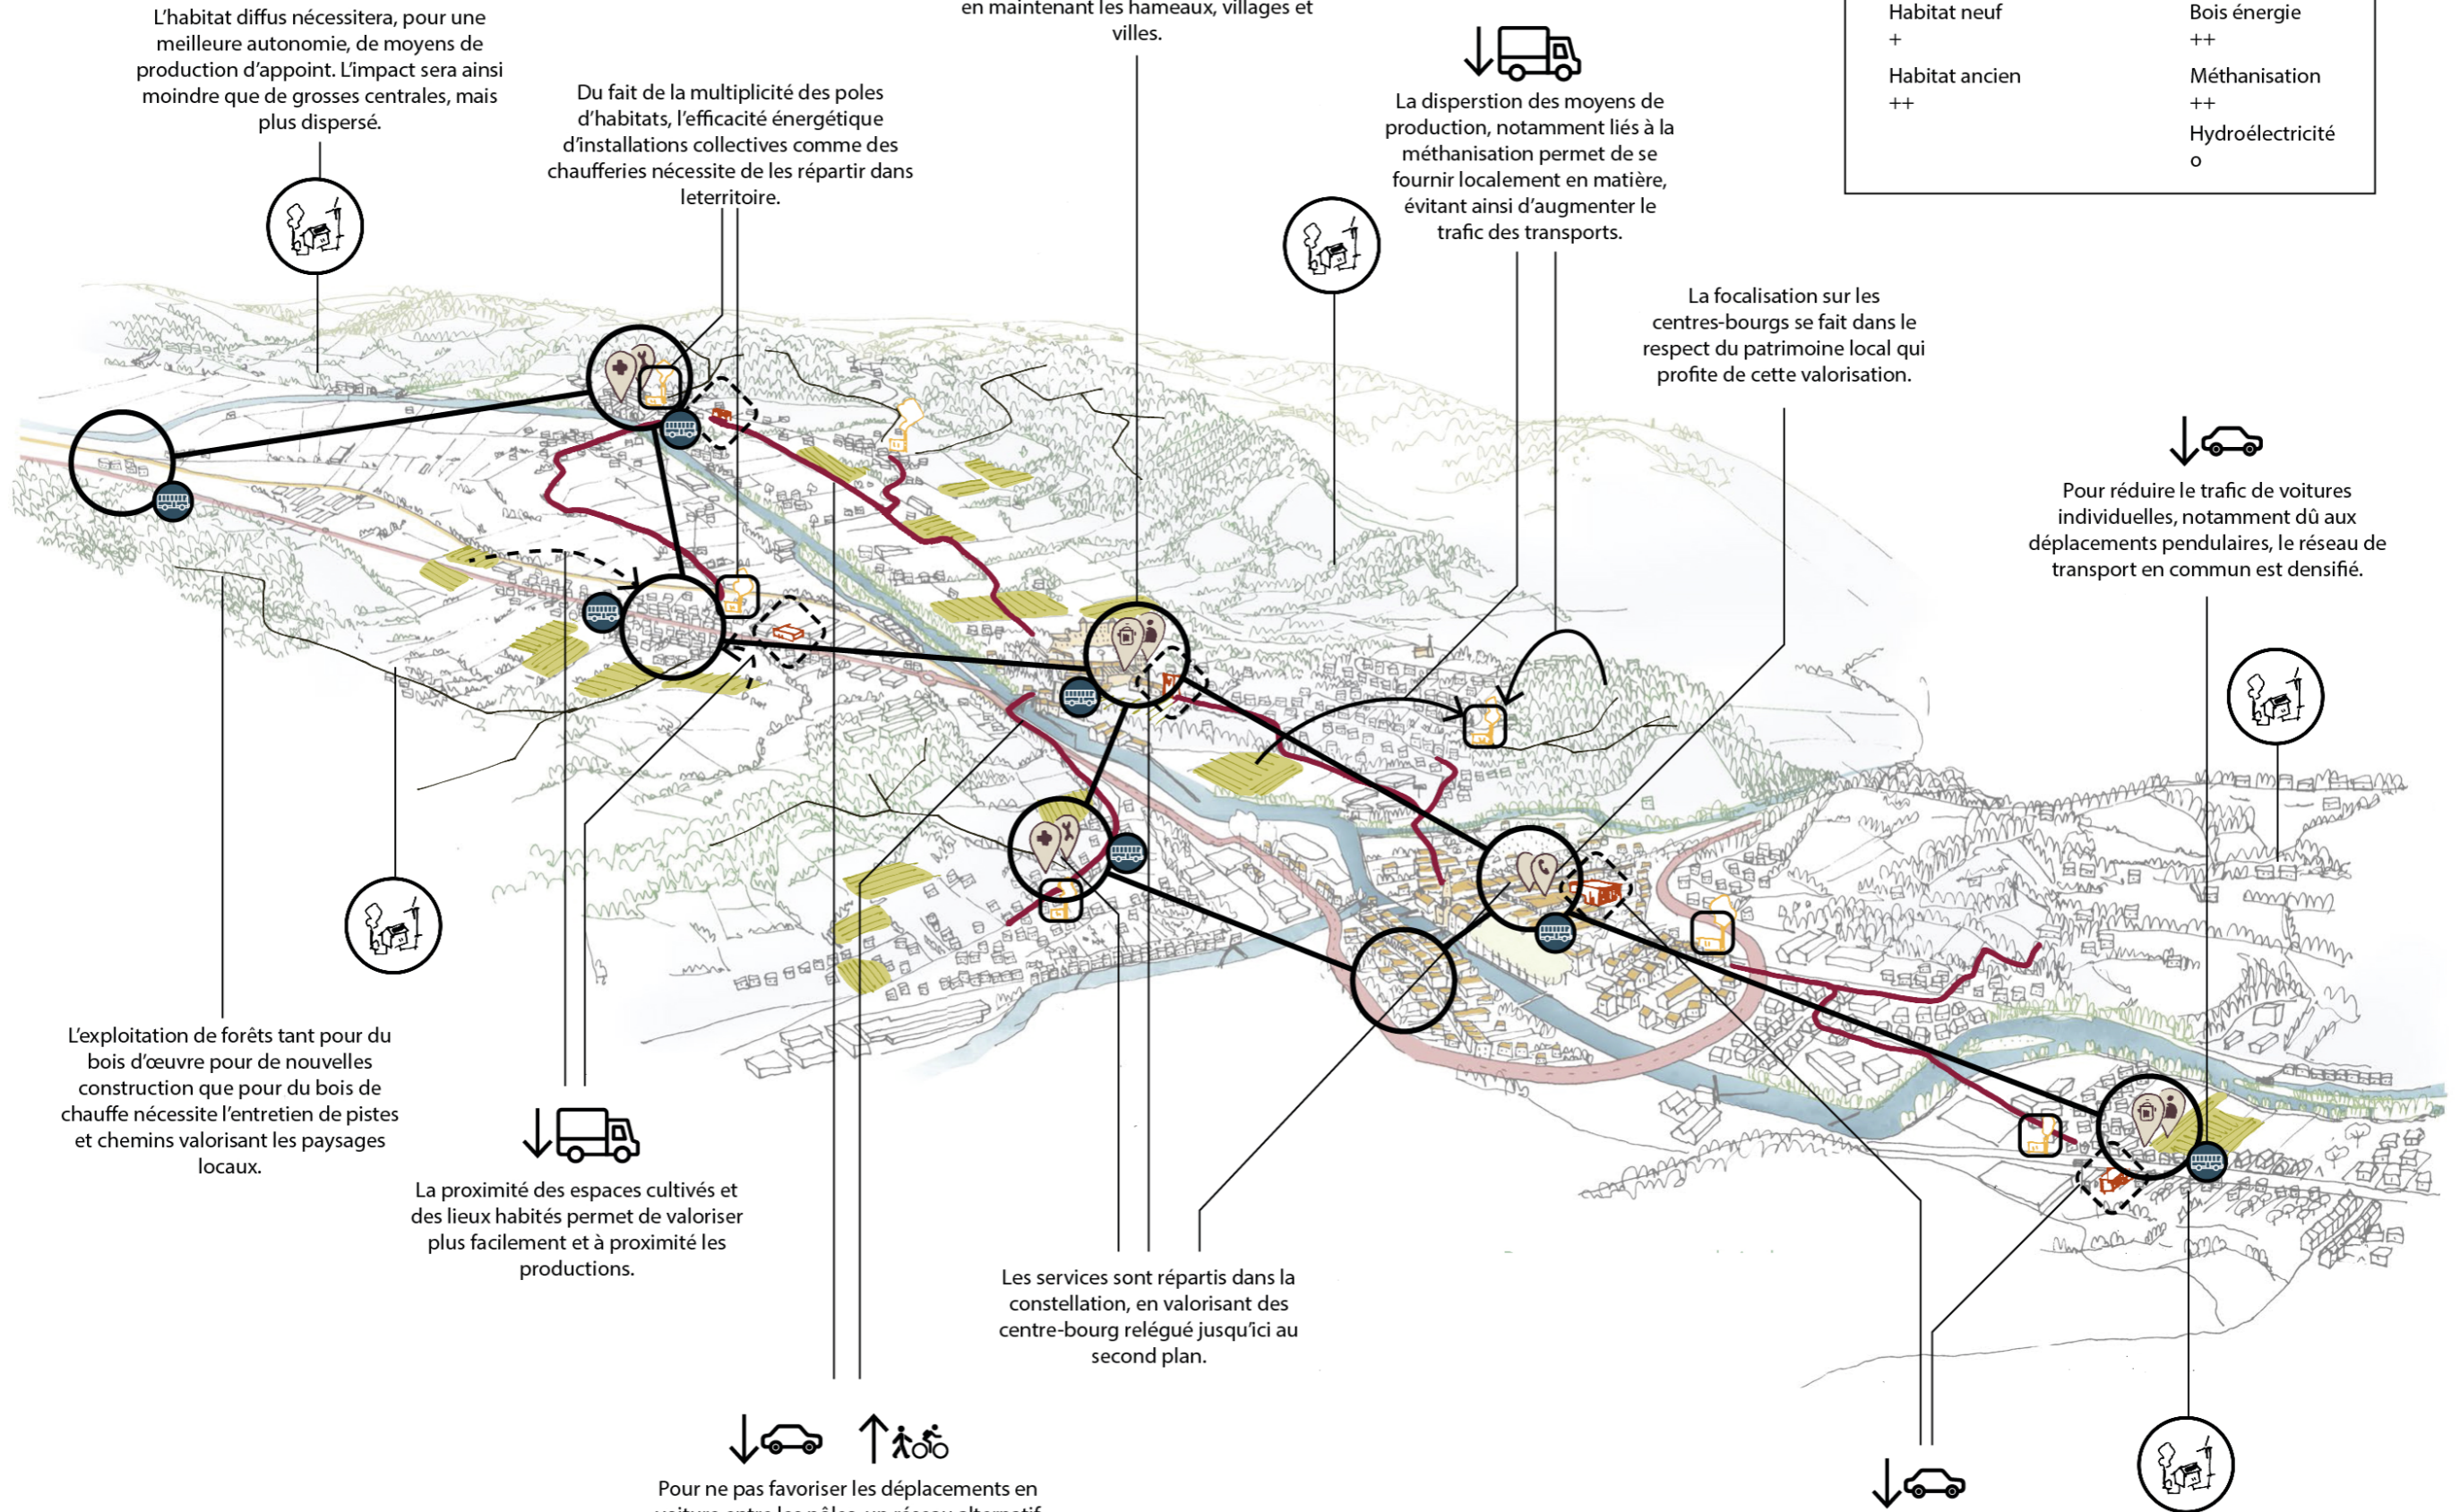 L'habitat diffus nécessitera, pour une
meilleure autonomie, de moyens de
production d'appoint. L'impact sera ainsi
moindre que de grosses centrales, mais
plus dispersé.
Du fait de la multiplicité des poles
d'habitats, l'efficacité énergétique
d'installations collectives comme des
chaufferies nécessite de les répartir dans
leterritoire.
en maintenant les hameaux, villages et
villes.
La disperstion des moyens de
production, notamment liés à la
méthanisation permet de se
fournir localement en matière,
évitant ainsi d'augmenter le
trafic des transports.
Habitat neuf
+
Habitat ancien
++
Bois énergie
++
Méthanisation
++
Hydroélectricité
o
La focalisation sur les
centres-bourgs se fait dans le
respect du patrimoine local qui
profite de cette valorisation.
Pour réduire le trafic de voitures
individuelles, notamment dû aux
déplacements pendulaires, le réseau de
transport en commun est densifié.
L'exploitation de forêts tant pour du
bois d'œuvre pour de nouvelles
construction que pour du bois de
chauffe nécessite l'entretien de pistes
et chemins valorisant les paysages
locaux.
La proximité des espaces cultivés et
des lieux habités permet de valoriser
plus facilement et à proximité les
productions.
Les services sont répartis dans la
constellation, en valorisant des
centre-bourg relégué jusqu'ici au
second plan.
Pour ne pas favoriser les déplacements en
voiture entre les pôles, un réseau alternatif